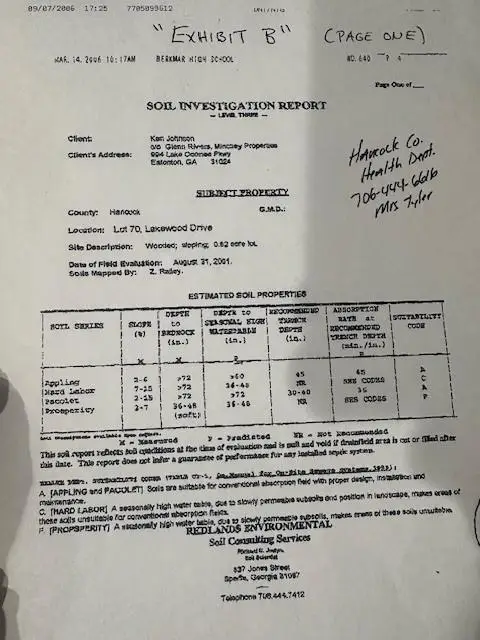 09/07/2006 17:25 7705899612
"EXHIBIT B" (PAGE ONE)
MAR. 14. 2006 10:17AM BERKMAR HIGH SCHOOL NO. 640 P 4
Page One of
SOIL INVESTIGATION REPORT
-- LEVEL THREE --
Client: Ken Johnson
c/o Glenn Rivers, Minchey Properties
Client's Address: 994 Lake Oconee Pkwy
Eatonton, GA 31024
Hancock Co.
Health Dept.
706-444-6616
Mrs Tyler
SUBJECT PROPERTY
County: Hancock G.M.D.:
Location: Lot 70, Lakewood Drive
Site Description: Wooded; sloping; 0.62 acre lot.
Date of Field Evaluation: August 31, 2001.
Soils Mapped By: Z. Railey.
ESTIMATED SOIL PROPERTIES
SOIL SERIES SLOPE (%) DEPTH to BEDROCK (in.) DEPTH to SEASONAL HIGH WATERTABLE (in.) RECOMMENDED TRENCH DEPTH (in.) ABSORPTION RATE at RECOMMENDED TRENCH DEPTH (min./in.) SUITABILITY CODE
M M P P
Appling 2-6 >72 >60 45 45 A
Hard Labor >72 36-48 NR SEE CODES C
Pacolet >72 >72 A
Prosperity 2-7 36-48 (soft) 36-48 NR SEE CODES F
Soil descriptions available upon request.
M = Measured P = Predicted NR = Not Recommended
This soil report reflects soil conditions at the time of evaluation and is null and void if drainfield area is cut or filled after
this date. This report does not infer a guarantee of performance for any installed septic system.
A. [APPLING and PACOLET] Soils are suitable for conventional absorption field with proper design, installation and
maintenance.
C. [HARD LABOR] A seasonally high water table, due to slowly permeable subsoils and position in landscape, makes areas of
these soils unsuitable for conventional absorption fields.
F. [PROPSPERITY] A seasonally high water table, due to slowly permeable subsoils, makes areas of these soils unsuitable
REDLANDS ENVIRONMENTAL
Soil Consulting Services
Soil Scientist
837 Jones Street
Sparta, Georgia 31087
Telephone 706.444.7412